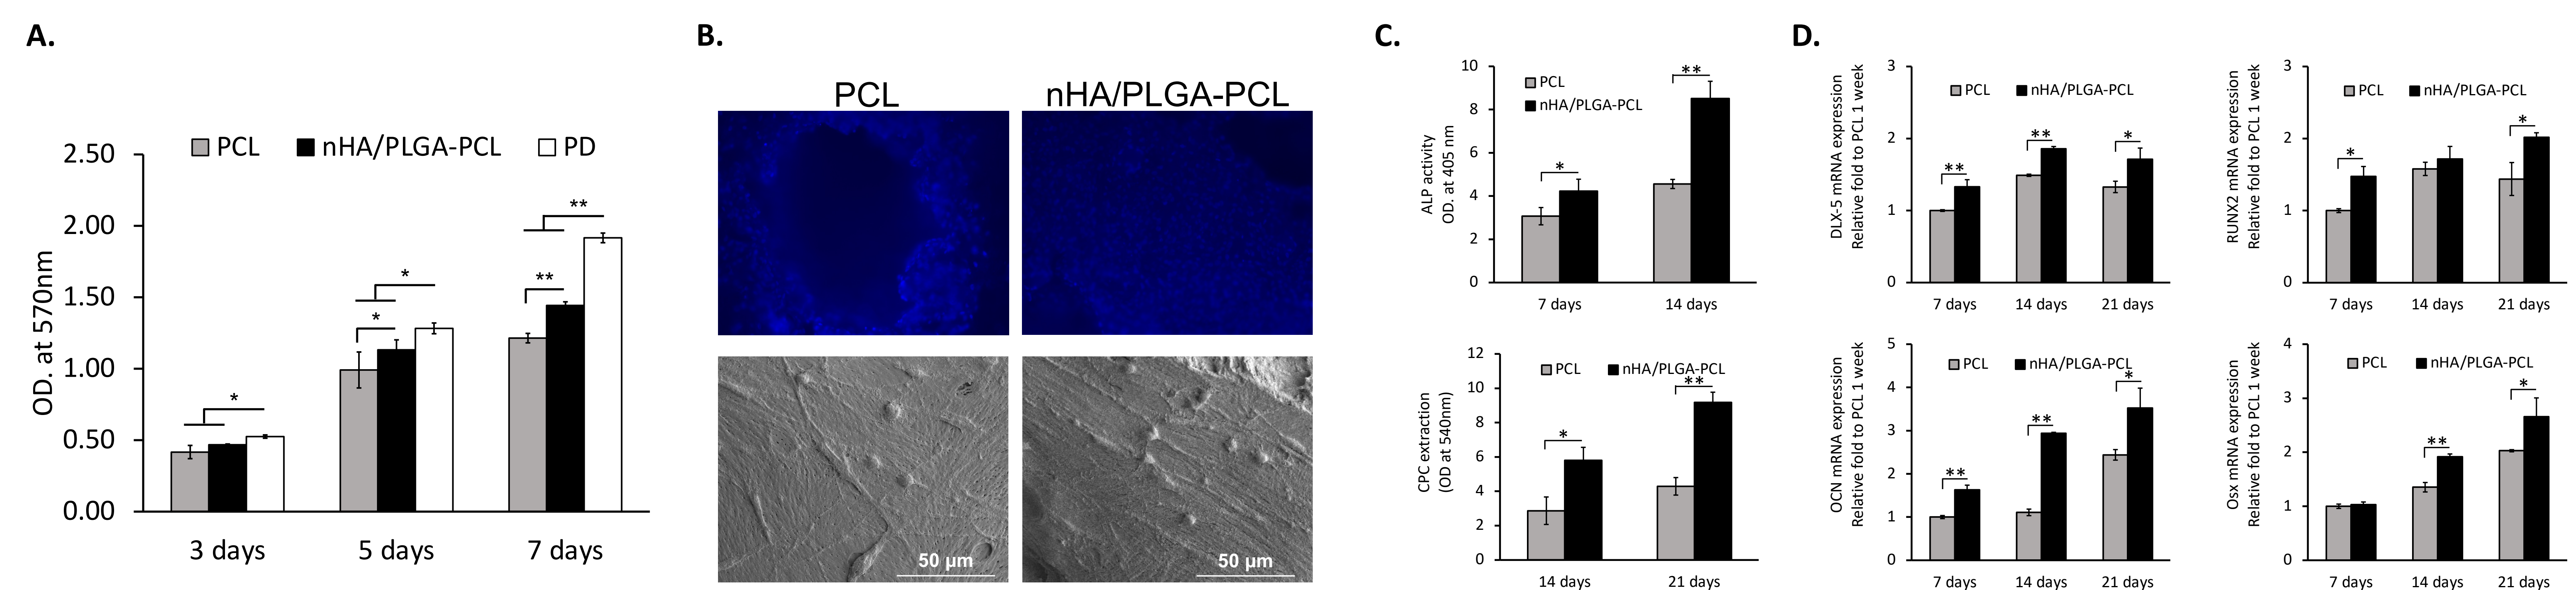 A.
PCL nHA/PLGA-PCL PD
OD. at 570nm
2.50
2.00
1.50
1.00
0.50
0.00
*
*
*
**
**
3 days 5 days 7 days
B.
PCL nHA/PLGA-PCL
50 µm 50 µm
C.
ALP activity
OD. at 405 nm
10
8
6
4
2
0
PCL
nHA/PLGA-PCL
*
**
7 days 14 days
CPC extraction
(OD at 540nm)
12
10
8
6
4
2
0
PCL nHA/PLGA-PCL
*
**
14 days 21 days
D.
DLX-5 mRNA expression
Relative fold to PCL 1 week
3
2
1
0
PCL nHA/PLGA-PCL
**
**
*
7 days 14 days 21 days
RUNX2 mRNA expression
Relative fold to PCL 1 week
3
2
1
0
PCL nHA/PLGA-PCL
*
*
7 days 14 days 21 days
OCN mRNA expression
Relative fold to PCL 1 week
5
4
3
2
1
0
PCL nHA/PLGA-PCL
**
**
*
7 days 14 days 21 days
Osx mRNA expression
Relative fold to PCL 1 week
4
3
2
1
0
PCL nHA/PLGA-PCL
**
*
7 days 14 days 21 days